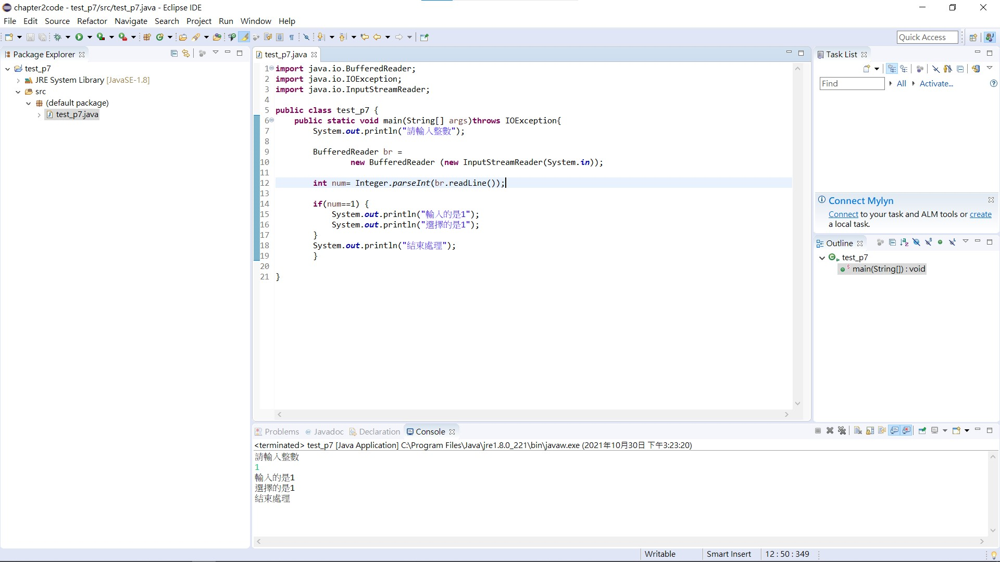 chapter2code - test_p7/src/test_p7.java - Eclipse IDE
File Edit Source Refactor Navigate Search Project Run Window Help
Quick Access
Package Explorer
test_p7
JRE System Library [JavaSE-1.8]
src
(default package)
test_p7.java
test_p7.java
1 import java.io.BufferedReader;
2 import java.io.IOException;
3 import java.io.InputStreamReader;
4
5 public class test_p7 {
6     public static void main(String[] args)throws IOException{
7         System.out.println("請輸入整數");
8
9         BufferedReader br =
10                 new BufferedReader (new InputStreamReader(System.in));
11
12         int num= Integer.parseInt(br.readLine());
13
14         if(num==1) {
15             System.out.println("輸入的是1");
16             System.out.println("選擇的是1");
17         }
18         System.out.println("結束處理");
19         }
20
21 }
Task List
Find
All
Activate...
Connect Mylyn
Connect to your task and ALM tools or create
a local task.
Outline
test_p7
main(String[]) : void
Problems @ Javadoc Declaration Console
<terminated> test_p7 [Java Application] C:\Program Files\Java\jre1.8.0_221\bin\javaw.exe (2021年10月30日 下午3:23:20)
請輸入整數
1
輸入的是1
選擇的是1
結束處理
Writable
Smart Insert
12 : 50 : 349